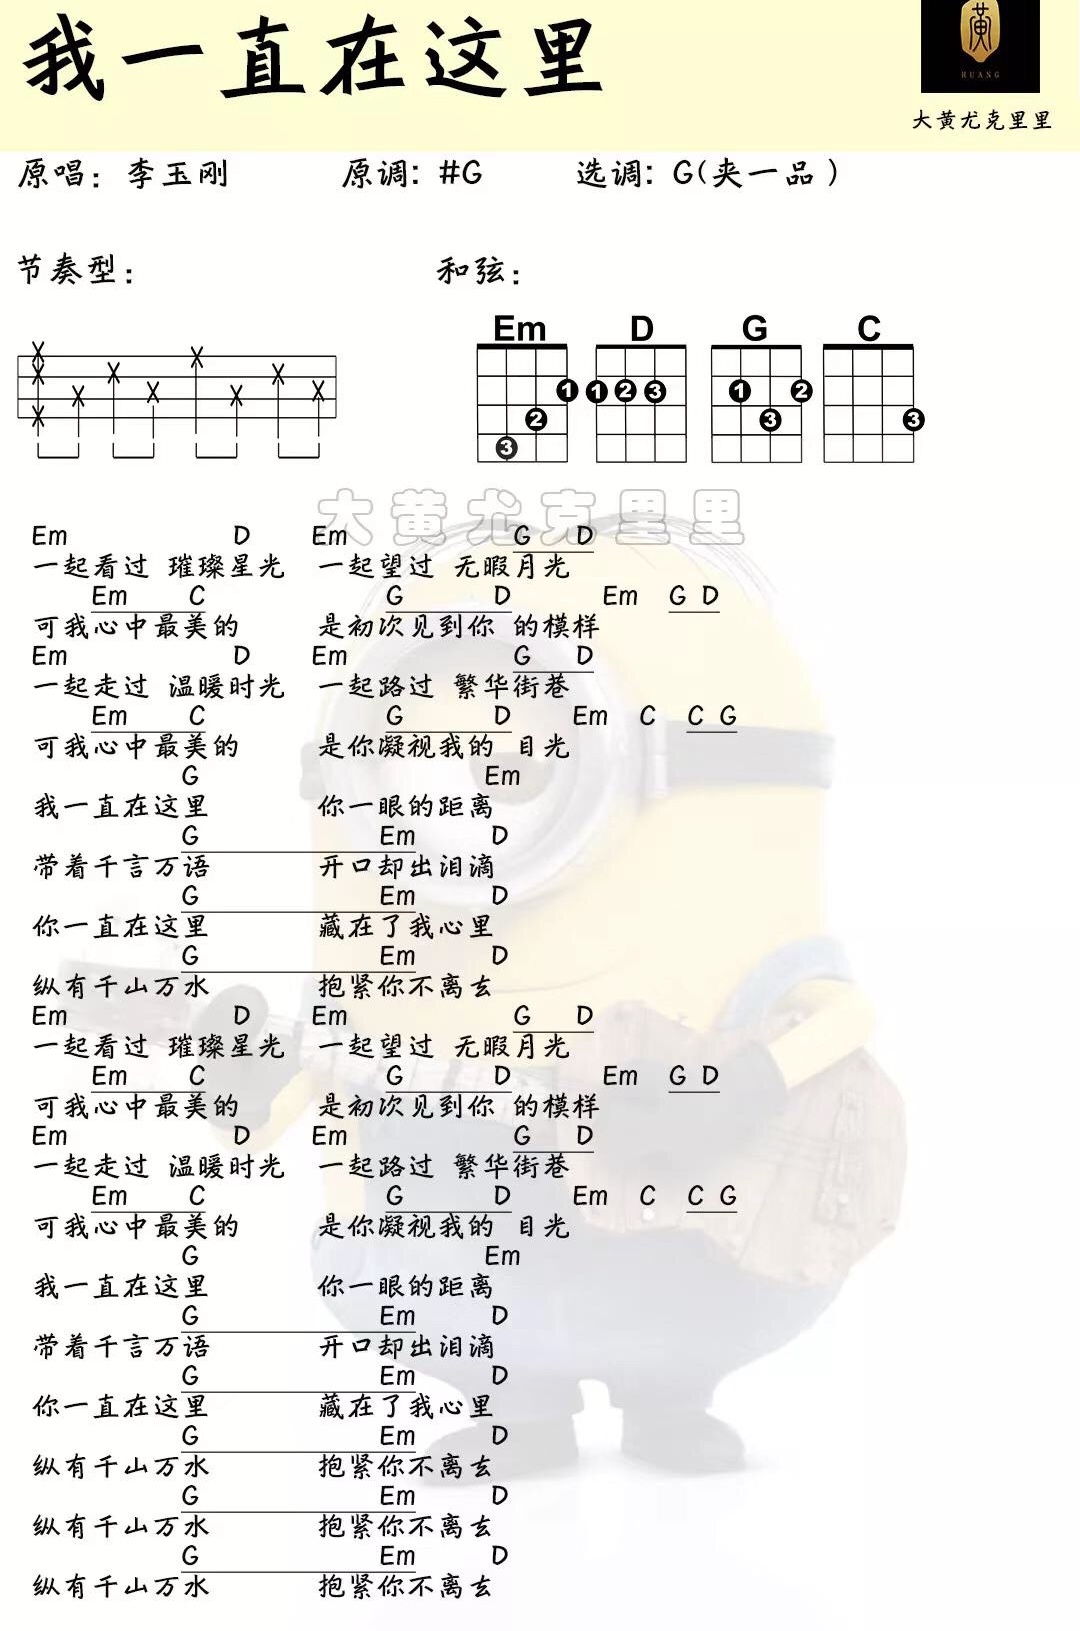 我一直在这里
黄
HUANG
大黄尤克里里
原唱：李玉刚 原调: #G 选调: G(夹一品 )
节奏型： 和弦：
Em D G C
1 1 2 3 1 2
2 3 3
3
大黄尤克里里
Em D Em G D
一起看过 璀璨星光 一起望过 无暇月光
Em C G D Em G D
可我心中最美的 是初次见到你 的模样
Em D Em G D
一起走过 温暖时光 一起路过 繁华街巷
Em C G D Em C C G
可我心中最美的 是你凝视我的 目光
G Em
我一直在这里 你一眼的距离
G Em D
带着千言万语 开口却出泪滴
G Em D
你一直在这里 藏在了我心里
G Em D
纵有千山万水 抱紧你不离去
Em D Em G D
一起看过 璀璨星光 一起望过 无暇月光
Em C G D Em G D
可我心中最美的 是初次见到你 的模样
Em D Em G D
一起走过 温暖时光 一起路过 繁华街巷
Em C G D Em C C G
可我心中最美的 是你凝视我的 目光
G Em
我一直在这里 你一眼的距离
G Em D
带着千言万语 开口却出泪滴
G Em D
你一直在这里 藏在了我心里
G Em D
纵有千山万水 抱紧你不离去
G Em D
纵有千山万水 抱紧你不离去
G Em D
纵有千山万水 抱紧你不离去